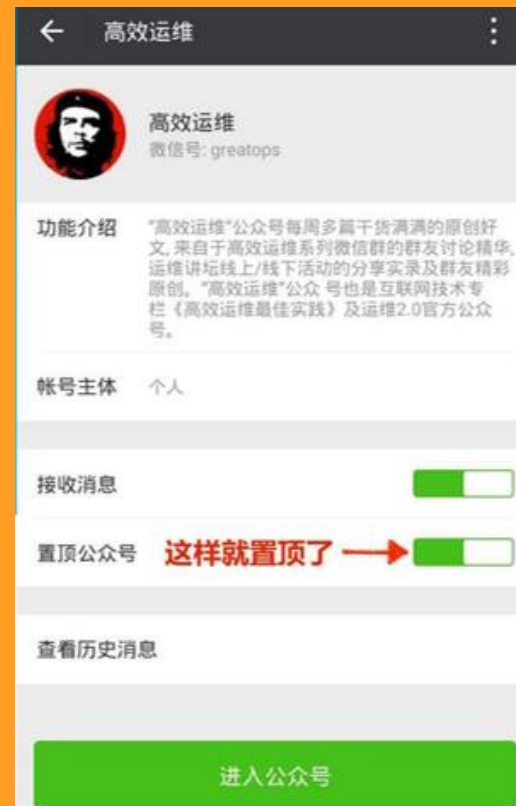 高效运维
高效运维
微信号: greatops
功能介绍
“高效运维”公众号每周多篇干货满满的原创好
文, 来自于高效运维系列微信群的群友讨论精华,
运维讲坛线上/线下活动的分享实录及群友精彩
原创。“高效运维”公众 号也是互联网技术专
栏《高效运维最佳实践》及运维2.0官方公众
号。
帐号主体 个人
接收消息
置顶公众号 这样就置顶了
查看历史消息
进入公众号